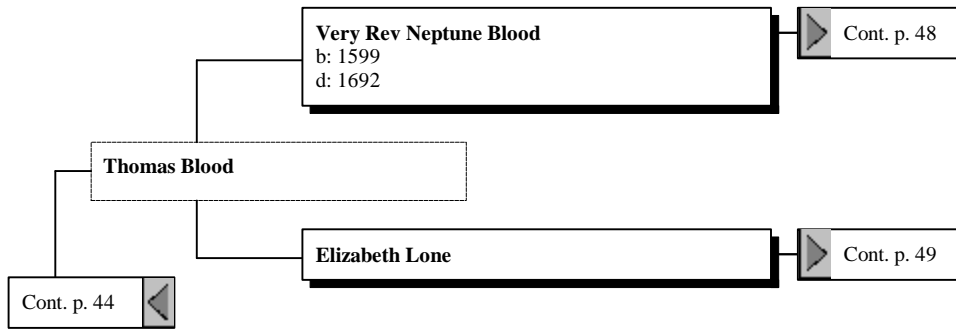 Very Rev Neptune Blood
b: 1599
d: 1692
Cont. p. 48
Thomas Blood
Elizabeth Lone
Cont. p. 49
Cont. p. 44